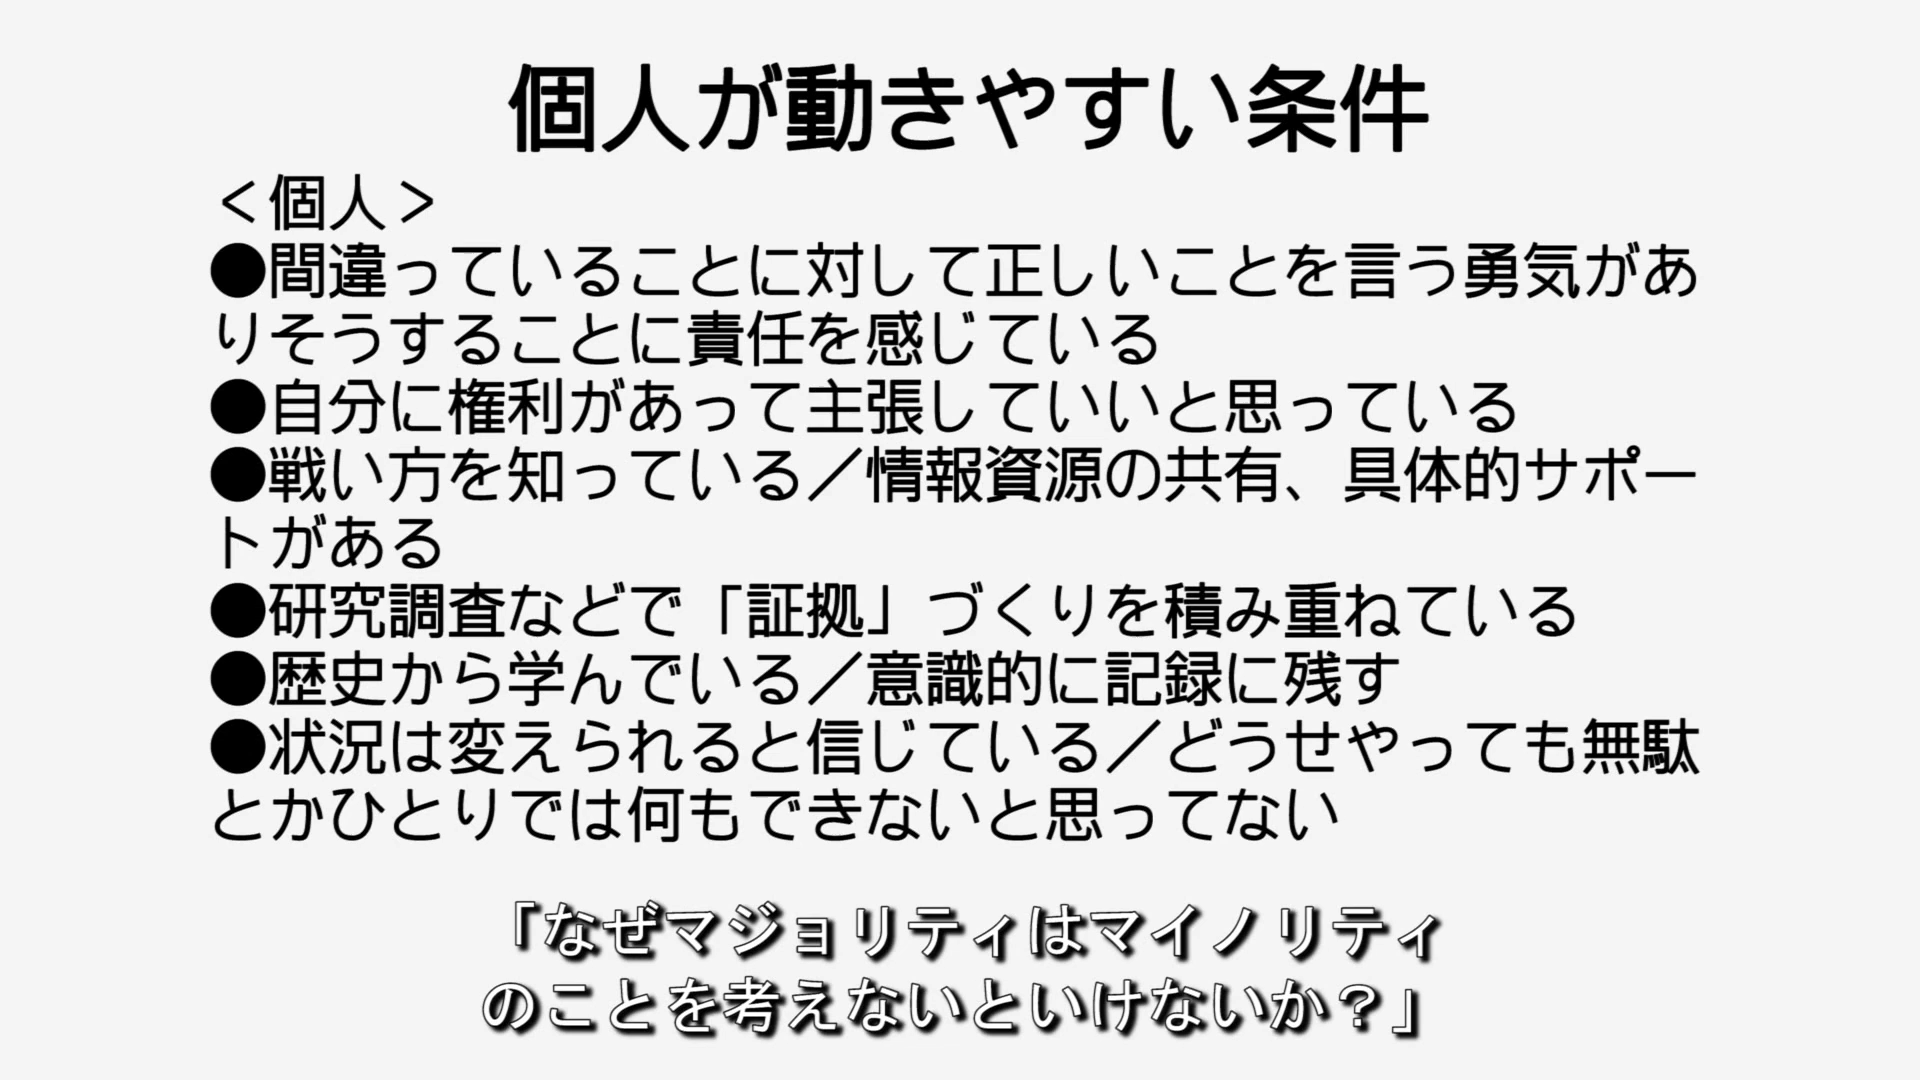 個人が動きやすい条件
＜個人＞
●間違っていることに対して正しいことを言う勇気があ
りそうすることに責任を感じている
●自分に権利があって主張していいと思っている
●戦い方を知っている／情報資源の共有、具体的サポー
トがある
●研究調査などで「証拠」づくりを積み重ねている
●歴史から学んでいる／意識的に記録に残す
●状況は変えられると信じている／どうせやっても無駄
とかひとりでは何もできないと思ってない
「なぜマジョリティはマイノリティ
のことを考えないといけないか？」